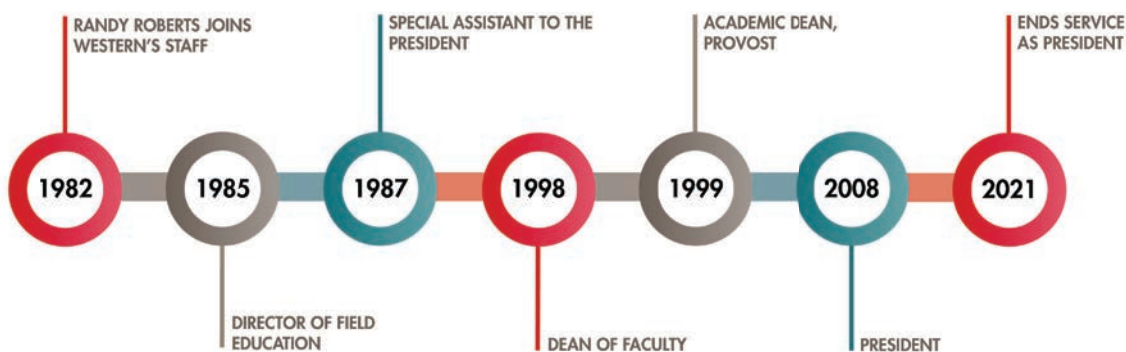 RANDY ROBERTS JOINS
WESTERN'S STAFF
SPECIAL ASSISTANT TO THE
PRESIDENT
ACADEMIC DEAN,
PROVOST
ENDS SERVICE
AS PRESIDENT
1982
1985
1987
1998
1999
2008
2021
DIRECTOR OF FIELD
EDUCATION
DEAN OF FACULTY
PRESIDENT